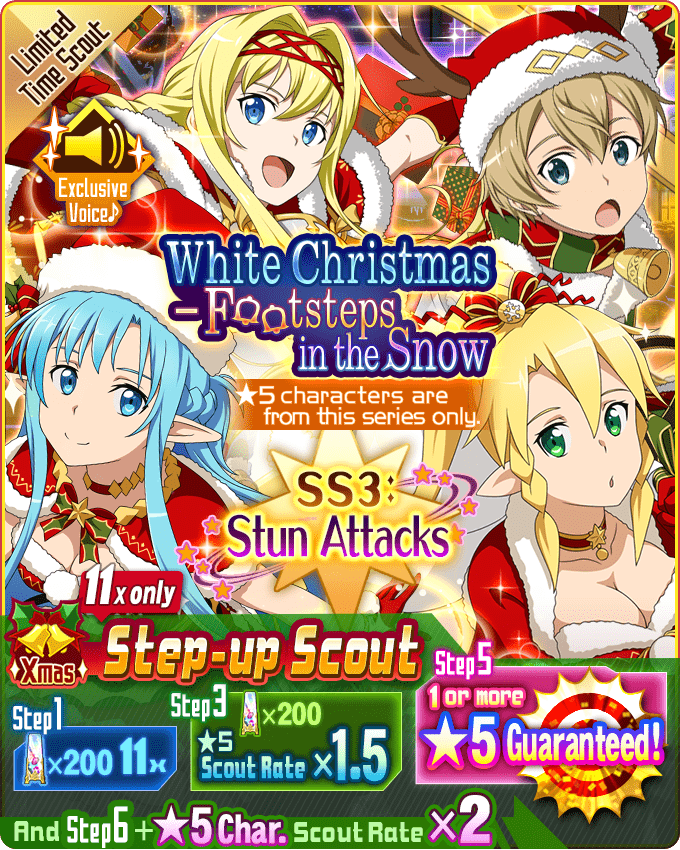 Limited
Time Scout
Exclusive
Voice♪
White Christmas
–Footsteps
in the Snow
★5 characters are
from this series only.
SS3:
Stun Attacks
11x only
Xmas
Step-up Scout
Step1
×200 11x
Step3
×200
★5
Scout Rate ×1.5
Step5
1 or more
★5 Guaranteed!
And Step6 + ★5 Char. Scout Rate ×2